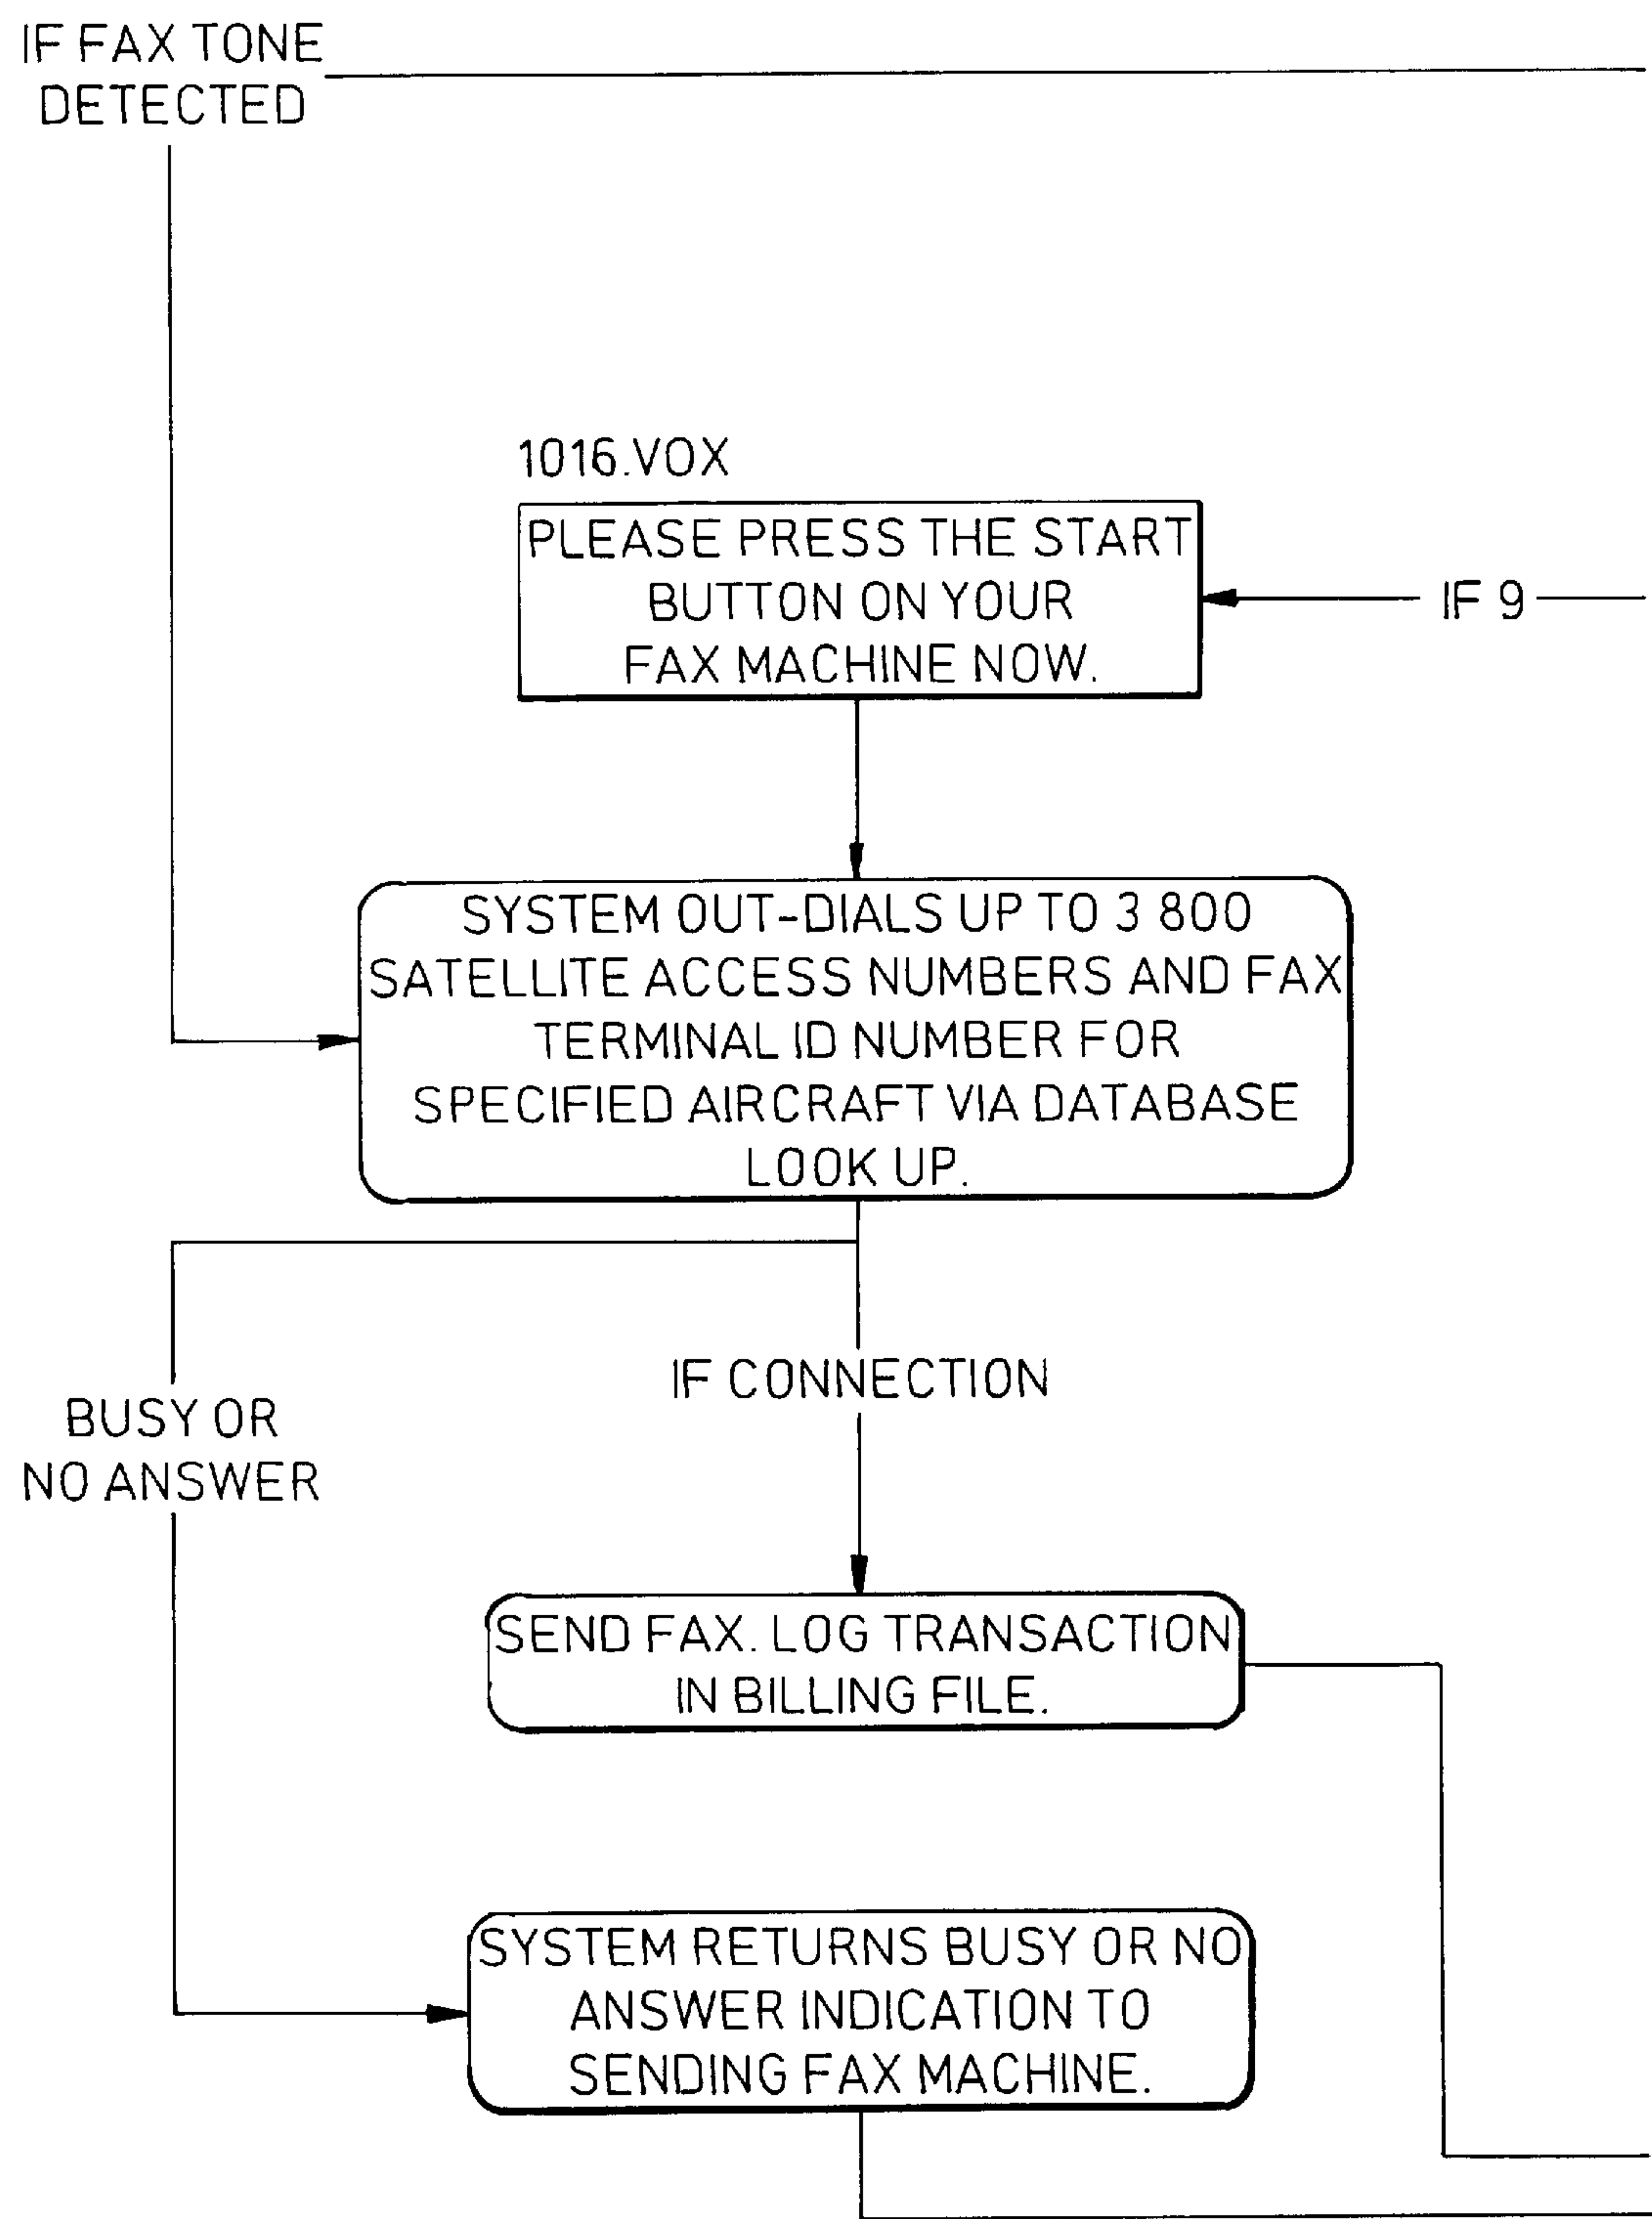 IF FAX TONE
DETECTED
1016.VOX
PLEASE PRESS THE START
BUTTON ON YOUR
FAX MACHINE NOW.
IF 9
SYSTEM OUT-DIALS UP TO 3 800
SATELLITE ACCESS NUMBERS AND FAX
TERMINAL ID NUMBER FOR
SPECIFIED AIRCRAFT VIA DATABASE
LOOK UP.
IF CONNECTION
BUSY OR
NO ANSWER
SEND FAX. LOG TRANSACTION
IN BILLING FILE.
SYSTEM RETURNS BUSY OR NO
ANSWER INDICATION TO
SENDING FAX MACHINE.